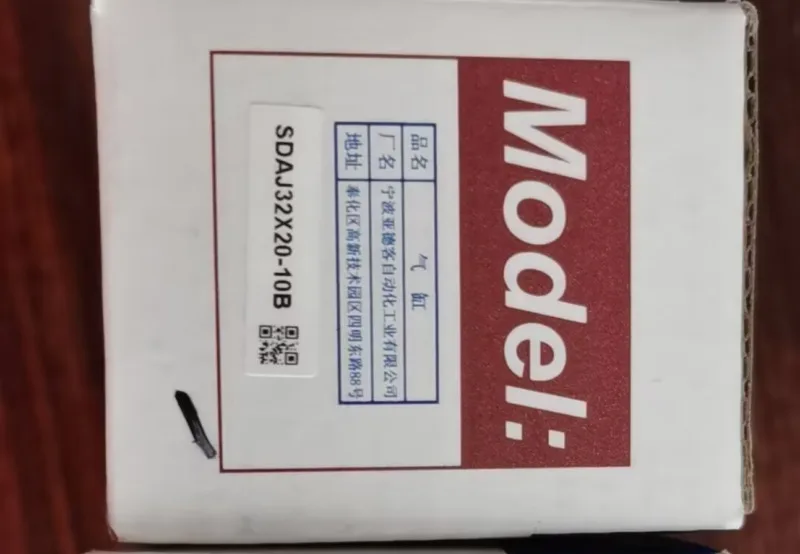 Model:
品名 气缸
厂名 宁波亚德客自动化工业有限公司
地址: 奉化区高新技术园区四明东路88号
SDAJ32X20-10B